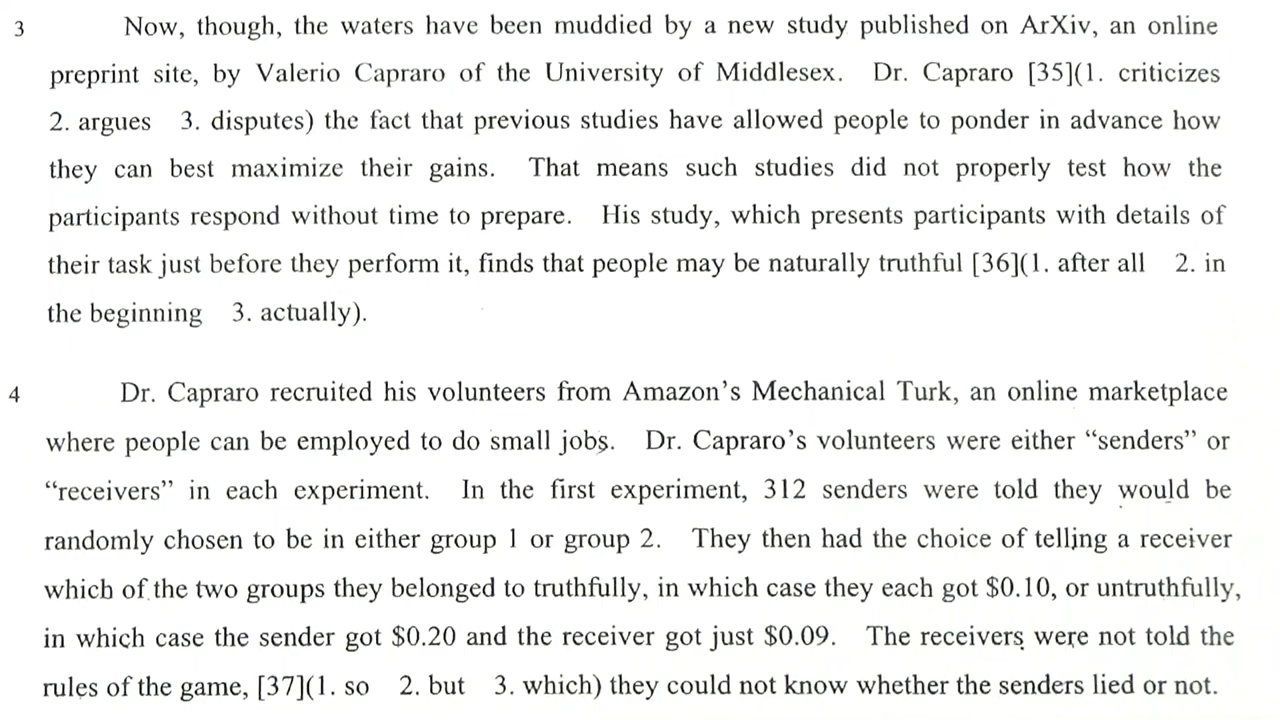 3 Now, though, the waters have been muddied by a new study published on ArXiv, an online
preprint site, by Valerio Capraro of the University of Middlesex. Dr. Capraro [35](1. criticizes
2. argues 3. disputes) the fact that previous studies have allowed people to ponder in advance how
they can best maximize their gains. That means such studies did not properly test how the
participants respond without time to prepare. His study, which presents participants with details of
their task just before they perform it, finds that people may be naturally truthful [36](1. after all 2. in
the beginning 3. actually).
4 Dr. Capraro recruited his volunteers from Amazon's Mechanical Turk, an online marketplace
where people can be employed to do small jobs. Dr. Capraro's volunteers were either “senders” or
“receivers” in each experiment. In the first experiment, 312 senders were told they would be
randomly chosen to be in either group 1 or group 2. They then had the choice of telling a receiver
which of the two groups they belonged to truthfully, in which case they each got $0.10, or untruthfully,
in which case the sender got $0.20 and the receiver got just $0.09. The receivers were not told the
rules of the game, [37](1. so 2. but 3. which) they could not know whether the senders lied or not.